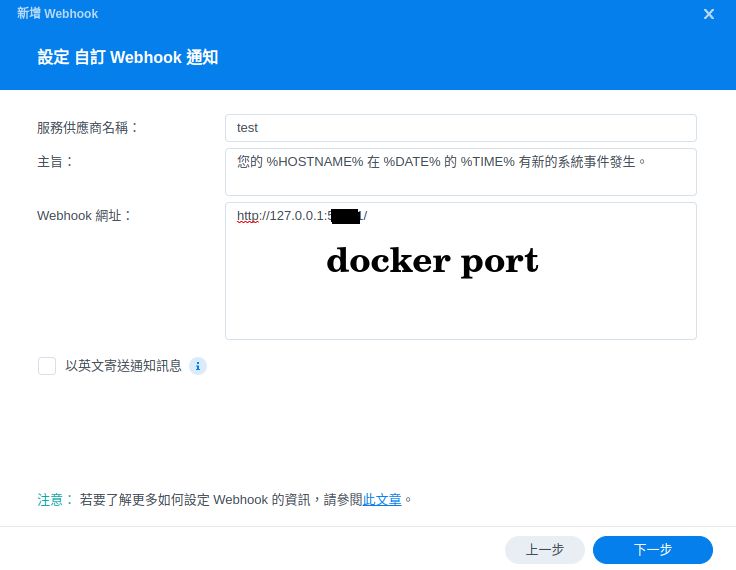 新增 Webhook
設定 自訂 Webhook 通知
服務供應商名稱：
test
主旨：
您的 %HOSTNAME% 在 %DATE% 的 %TIME% 有新的系統事件發生。
Webhook 網址：
http://127.0.0.1:5 1/
docker port
以英文寄送通知訊息
注意： 若要了解更多如何設定 Webhook 的資訊，請參閱此文章。
上一步
下一步